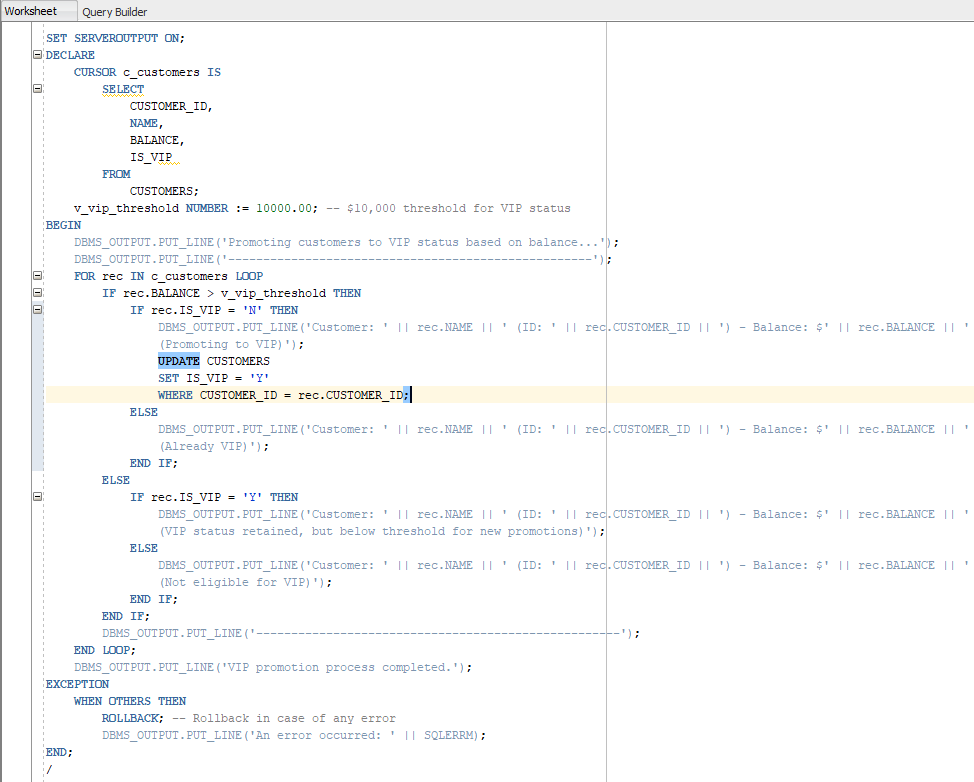 Worksheet Query Builder
SET SERVEROUTPUT ON;
DECLARE
    CURSOR c_customers IS
        SELECT
            CUSTOMER_ID,
            NAME,
            BALANCE,
            IS_VIP
        FROM
            CUSTOMERS;
    v_vip_threshold NUMBER := 10000.00; -- $10,000 threshold for VIP status
BEGIN
    DBMS_OUTPUT.PUT_LINE('Promoting customers to VIP status based on balance...');
    DBMS_OUTPUT.PUT_LINE('----------------------------------------------------');
    FOR rec IN c_customers LOOP
        IF rec.BALANCE > v_vip_threshold THEN
            IF rec.IS_VIP = 'N' THEN
                DBMS_OUTPUT.PUT_LINE('Customer: ' || rec.NAME || ' (ID: ' || rec.CUSTOMER_ID || ') - Balance: $' || rec.BALANCE || '
                (Promoting to VIP)');
                UPDATE CUSTOMERS
                SET IS_VIP = 'Y'
                WHERE CUSTOMER_ID = rec.CUSTOMER_ID;
            ELSE
                DBMS_OUTPUT.PUT_LINE('Customer: ' || rec.NAME || ' (ID: ' || rec.CUSTOMER_ID || ') - Balance: $' || rec.BALANCE || '
                (Already VIP)');
            END IF;
        ELSE
            IF rec.IS_VIP = 'Y' THEN
                DBMS_OUTPUT.PUT_LINE('Customer: ' || rec.NAME || ' (ID: ' || rec.CUSTOMER_ID || ') - Balance: $' || rec.BALANCE || '
                (VIP status retained, but below threshold for new promotions)');
            ELSE
                DBMS_OUTPUT.PUT_LINE('Customer: ' || rec.NAME || ' (ID: ' || rec.CUSTOMER_ID || ') - Balance: $' || rec.BALANCE || '
                (Not eligible for VIP)');
            END IF;
        END IF;
        DBMS_OUTPUT.PUT_LINE('----------------------------------------------------');
    END LOOP;
    DBMS_OUTPUT.PUT_LINE('VIP promotion process completed.');
EXCEPTION
    WHEN OTHERS THEN
        ROLLBACK; -- Rollback in case of any error
        DBMS_OUTPUT.PUT_LINE('An error occurred: ' || SQLERRM);
END;
/